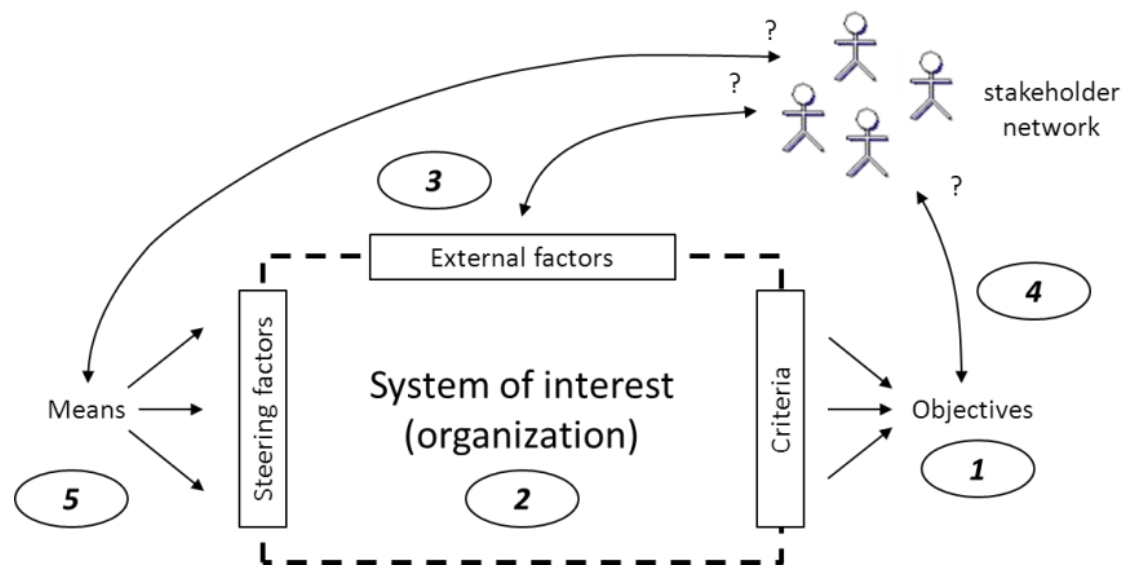 ?
?
stakeholder
network
3
?
External factors
4
Steering factors
System of interest
(organization)
Criteria
Means
Objectives
1
5
2